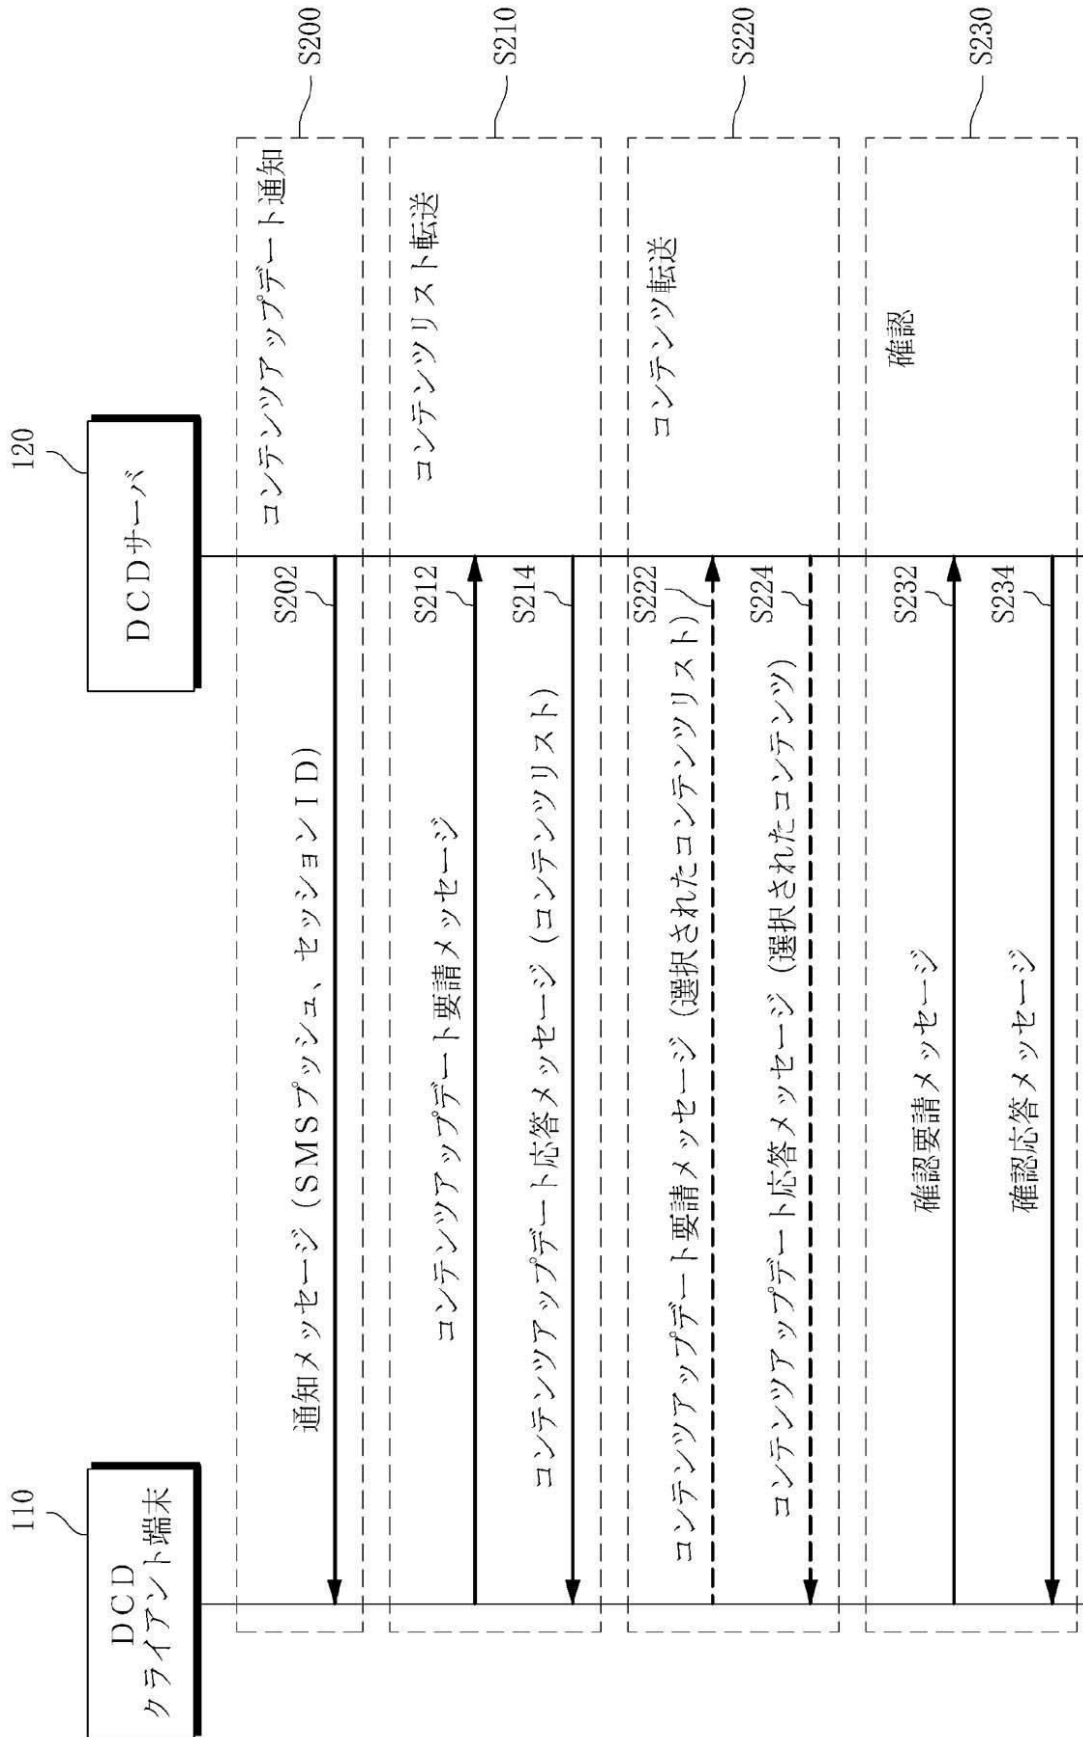 110
DCD
クライアント端末
120
DCDサーバ
コンテンツアップデート通知
S200
通知メッセージ（SMSプッシュ、セッションID）
S202
コンテンツリスト転送
S210
コンテンツアップデート要請メッセージ
S212
コンテンツアップデート応答メッセージ（コンテンツリスト）
S214
コンテンツ転送
S220
コンテンツアップデート要請メッセージ（選択されたコンテンツリスト）
S222
コンテンツアップデート応答メッセージ（選択されたコンテンツ）
S224
確認
S230
確認要請メッセージ
S232
確認応答メッセージ
S234